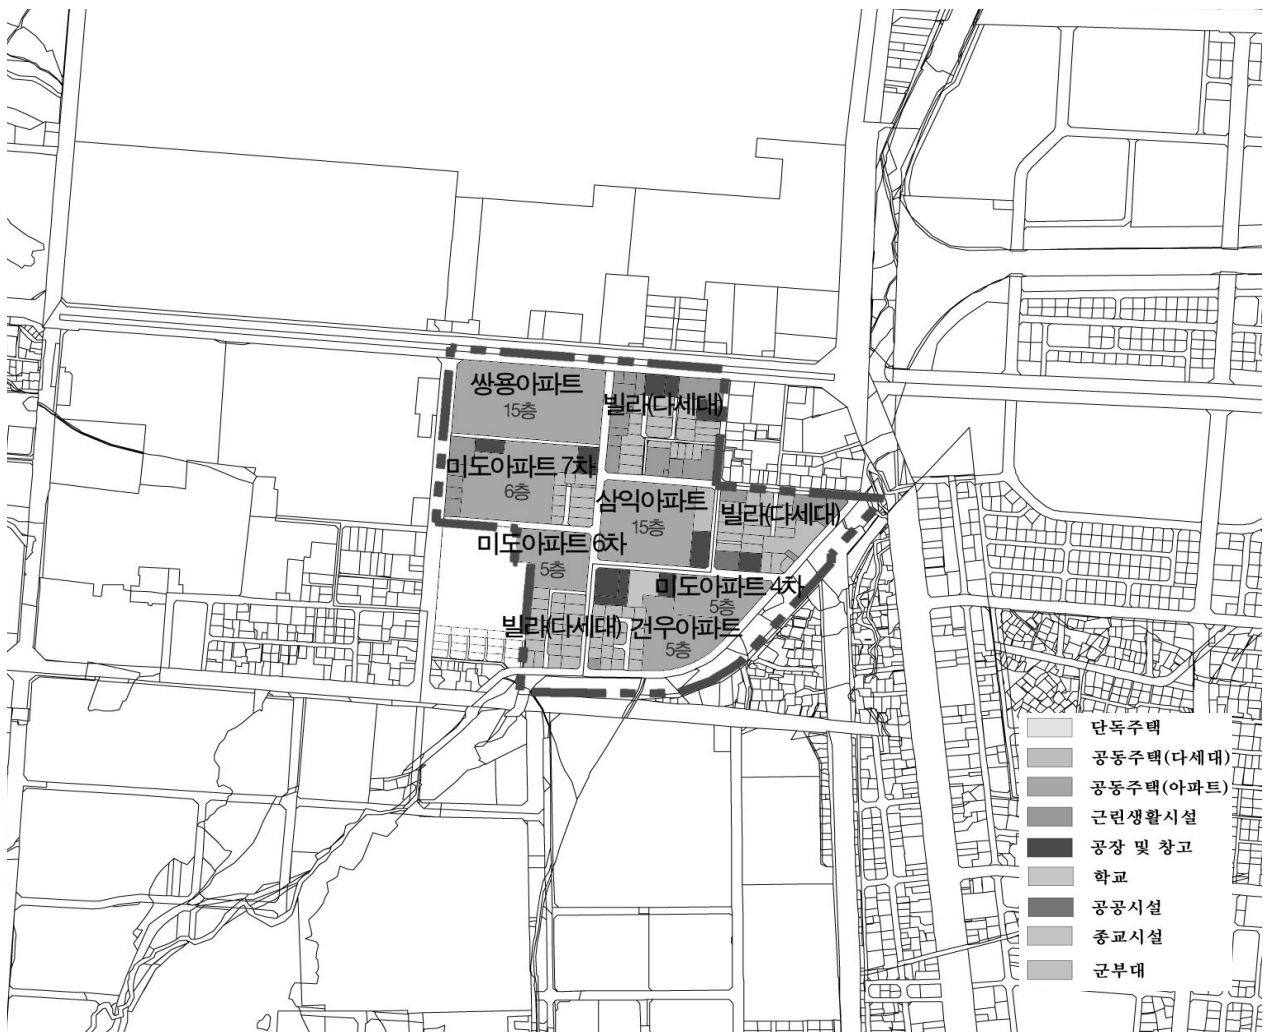 쌍용아파트
15층
빌라(다세대)
미도아파트 7차
6층
삼익아파트
15층
빌라(다세대)
미도아파트 6차
5층
미도아파트 4차
5층
빌라(다세대)
건우아파트
5층
단독주택
공동주택(다세대)
공동주택(아파트)
근린생활시설
공장 및 창고
학교
공공시설
종교시설
군부대